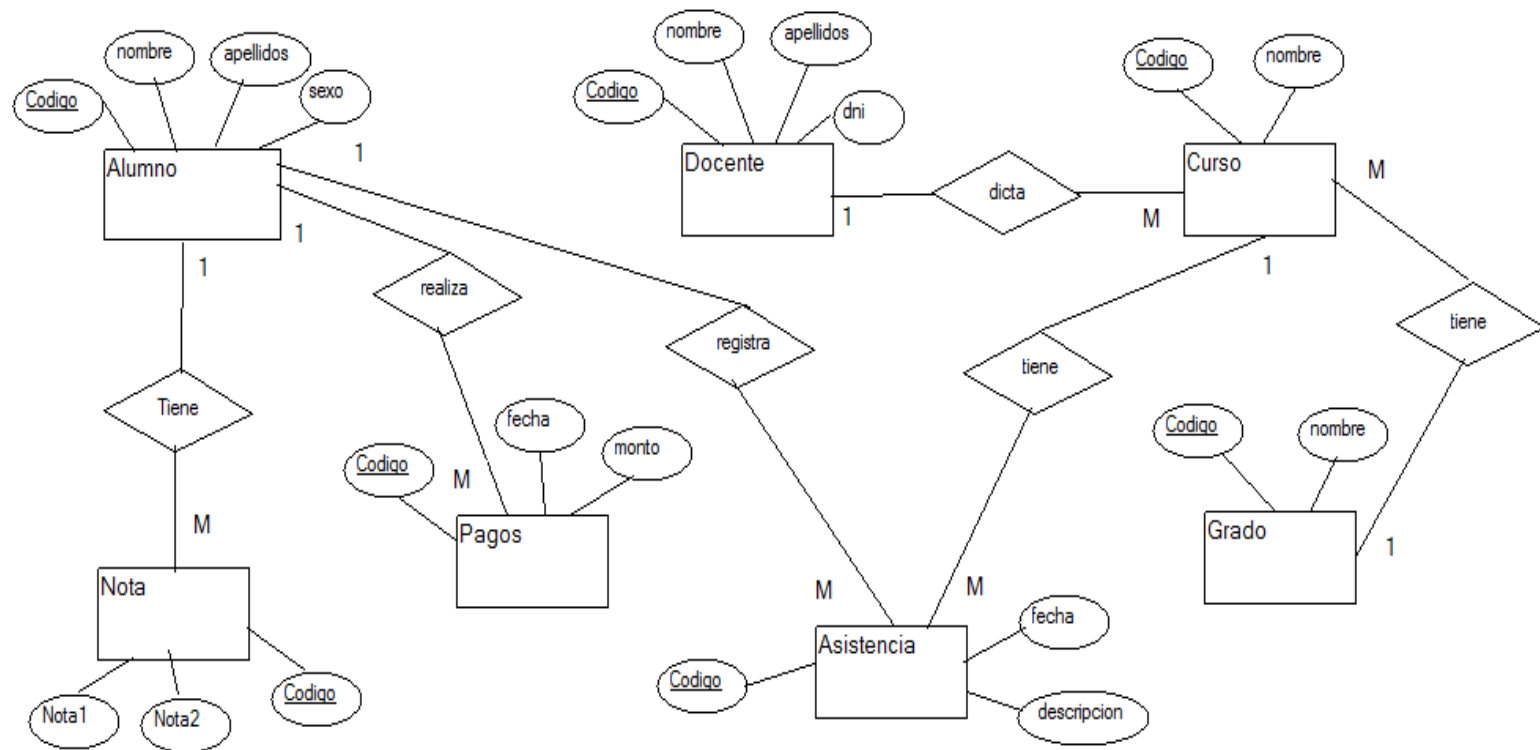 nombre
apellidos
Codigo
sexo
Alumno
1
1
1
nombre
apellidos
Codigo
dni
Docente
1
dicta
M
Codigo
nombre
Curso
M
1
realiza
registra
tiene
tiene
Tiene
M
Codigo
fecha
monto
M
Pagos
Codigo
nombre
Grado
1
Nota
Nota1
Nota2
Codigo
M
M
Asistencia
Codigo
fecha
descripcion